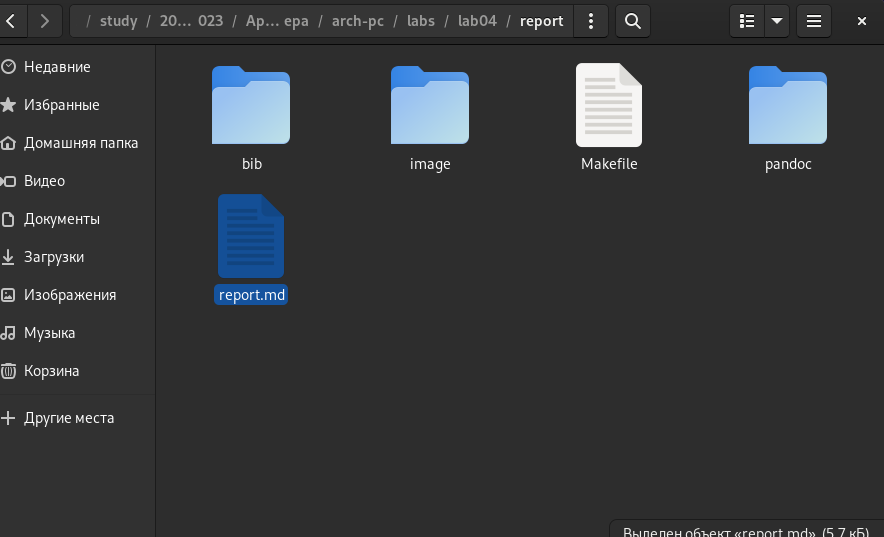 / study / 20… 023 / Ap… ера / arch-pc / labs / lab04 / report
Недавние
Избранные
Домашняя папка
Видео
Документы
Загрузки
Изображения
Музыка
Корзина
Другие места
bib
image
Makefile
pandoc
report.md
Выделен объект «report.md» (5,7 кБ)